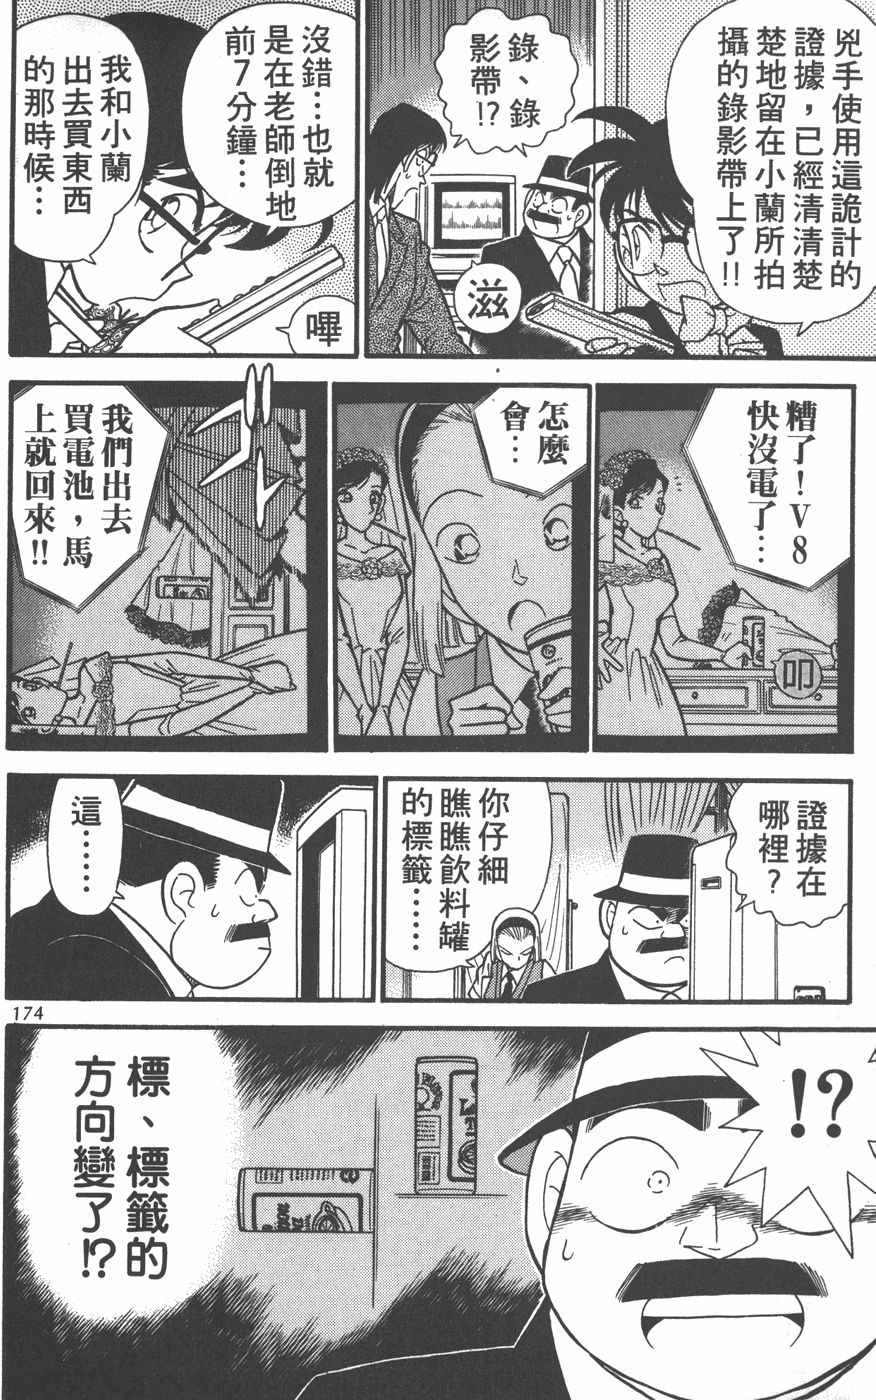 兇手使用這詭計的
證據，已經清清楚
楚地留在小蘭所拍
攝的錄影帶上了!!
錄、錄
影帶!?
滋
沒錯…也就
是在老師倒地
前7分鐘…
我和小蘭
出去買東西
的那時候…
嗶
糟了！V8
快沒電了…
叩
怎麼
會…
我們出去
買電池，馬
上就回來!!
證據在
哪裡？
你仔細
瞧瞧飲料罐
的標籤……
這……
174
!?
標、標籤的
方向變了!?